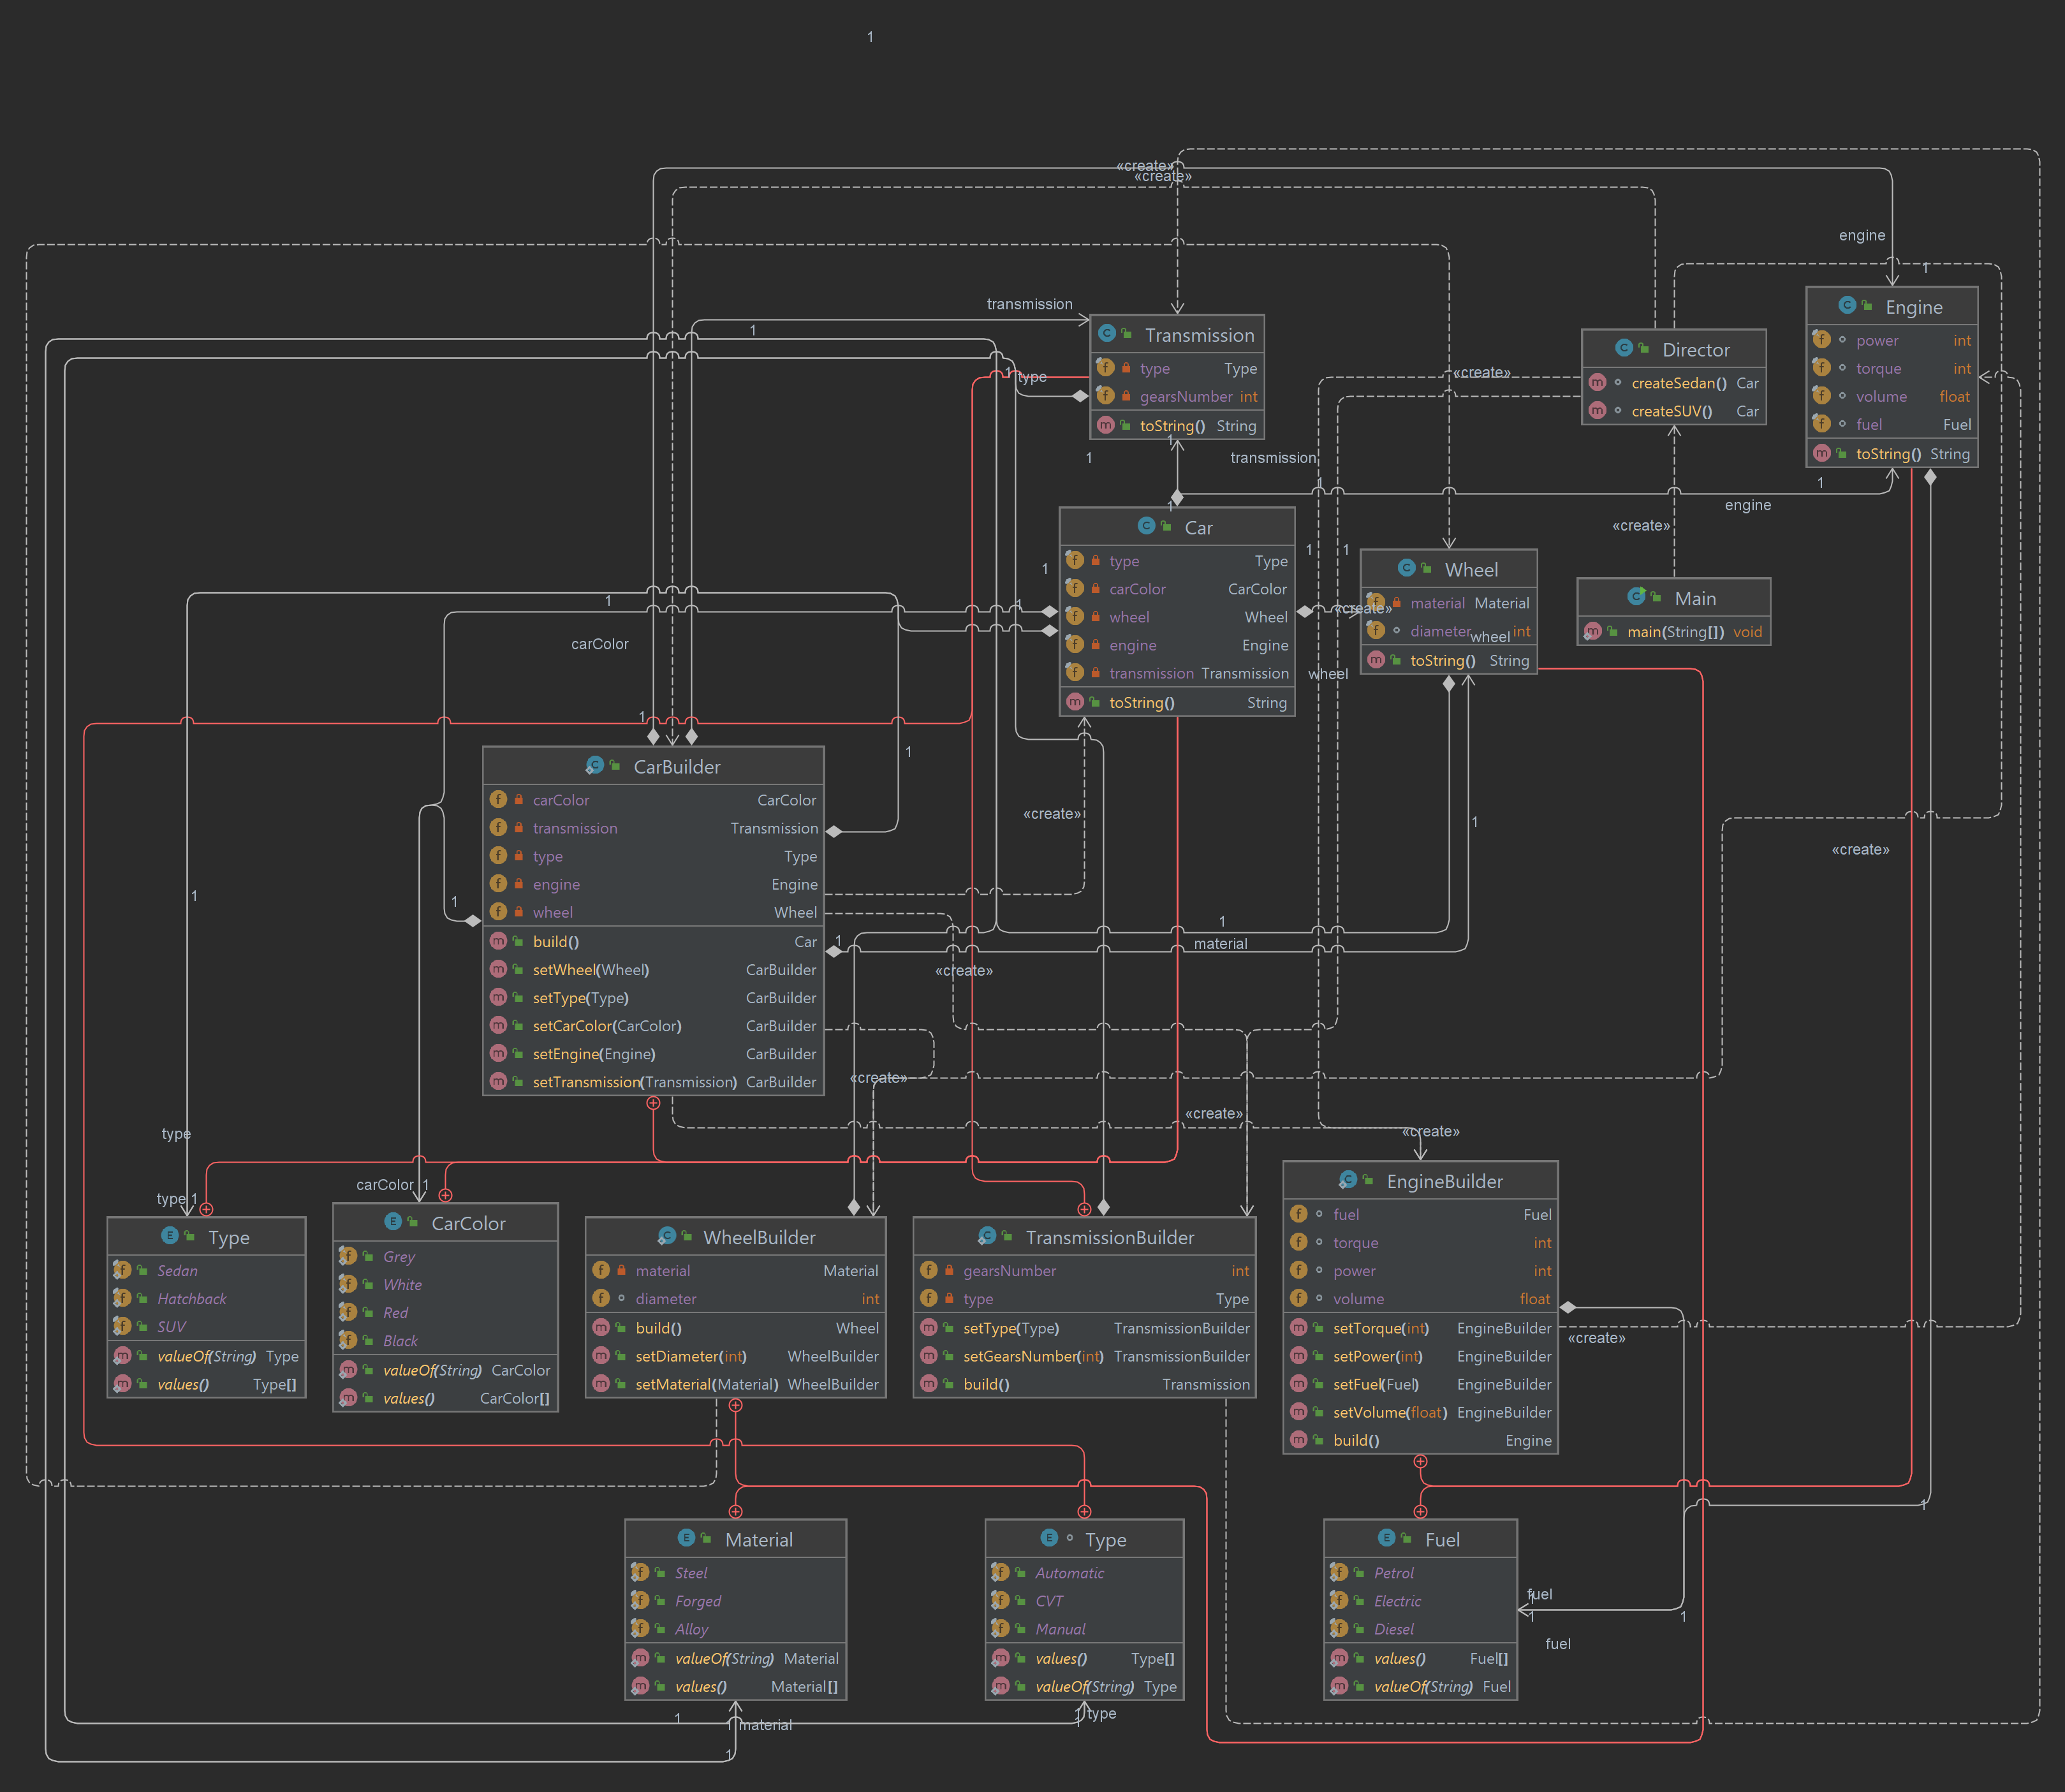 1
«create»
«create»
engine
1
transmission
1
Transmission
type Type
gearsNumber int
toString() String
1 type
1
1
transmission
Director
createSedan() Car
createSUV() Car
«create»
Engine
power int
torque int
volume float
fuel Fuel
toString() String
1
1
engine
«create»
1
Car
type Type
carColor CarColor
wheel Wheel
engine Engine
transmission Transmission
toString() String
1
1
1
1
«create»
Wheel
material Material
diameter int
toString() String
wheel
wheel
Main
main(String[]) void
1
carColor
1
1
CarBuilder
carColor CarColor
transmission Transmission
type Type
engine Engine
wheel Wheel
build() Car
setWheel(Wheel) CarBuilder
setType(Type) CarBuilder
setCarColor(CarColor) CarBuilder
setEngine(Engine) CarBuilder
setTransmission(Transmission) CarBuilder
«create»
1
«create»
1
1
1
1
material
«create»
«create»
«create»
«create»
type
type 1
carColor 1
Type
Sedan
Hatchback
SUV
valueOf(String) Type
values() Type[]
CarColor
Grey
White
Red
Black
valueOf(String) CarColor
values() CarColor[]
WheelBuilder
material Material
diameter int
build() Wheel
setDiameter(int) WheelBuilder
setMaterial(Material) WheelBuilder
TransmissionBuilder
gearsNumber int
type Type
setType(Type) TransmissionBuilder
setGearsNumber(int) TransmissionBuilder
build() Transmission
EngineBuilder
fuel Fuel
torque int
power int
volume float
setTorque(int) EngineBuilder
setPower(int) EngineBuilder
setFuel(Fuel) EngineBuilder
setVolume(float) EngineBuilder
build() Engine
«create»
1
Material
Steel
Forged
Alloy
valueOf(String) Material
values() Material[]
Type
Automatic
CVT
Manual
values() Type[]
valueOf(String) Type
Fuel
Petrol
Electric
Diesel
values() Fuel[]
valueOf(String) Fuel
fuel
1
1
fuel
1
1 material
1 type
1